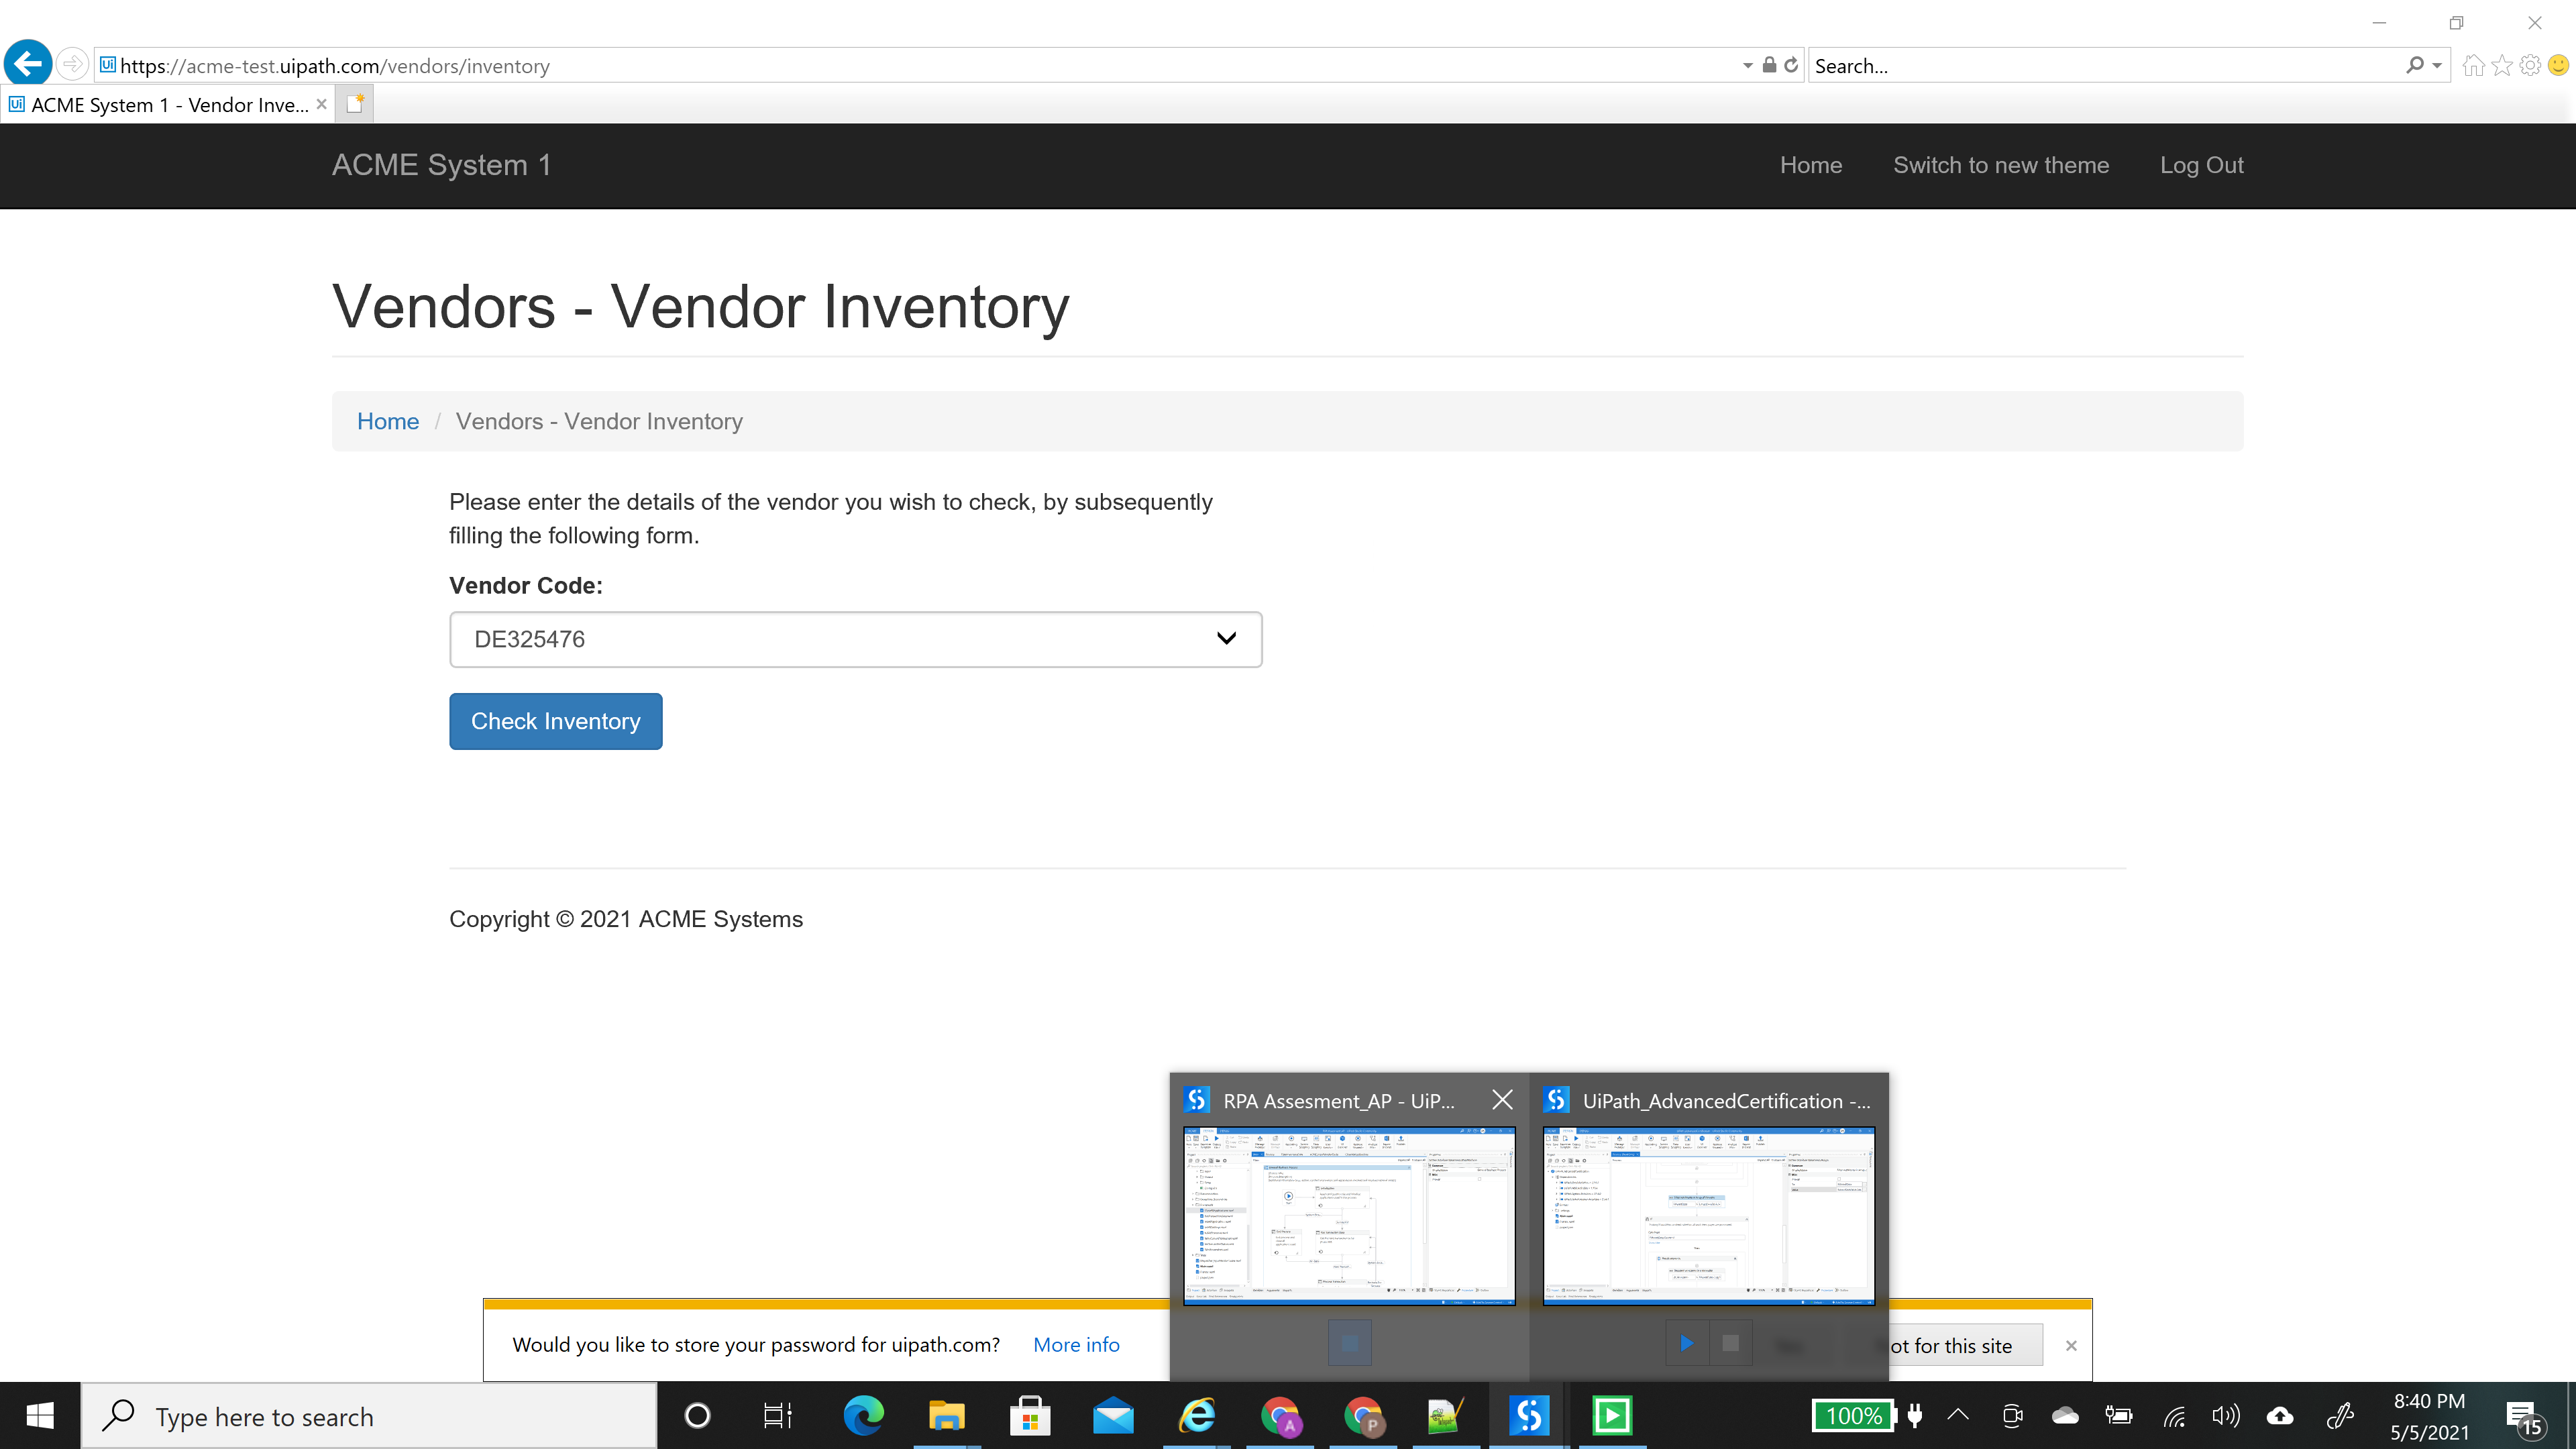 https://acme-test.uipath.com/vendors/inventory
Search...
ACME System 1 - Vendor Inve...
ACME System 1
Home
Switch to new theme
Log Out
Vendors - Vendor Inventory
Home / Vendors - Vendor Inventory
Please enter the details of the vendor you wish to check, by subsequently
filling the following form.
Vendor Code:
DE325476
Check Inventory
Copyright © 2021 ACME Systems
RPA Assesment_AP - UiP...
UiPath_AdvancedCertification -...
Would you like to store your password for uipath.com?
More info
ot for this site
Type here to search
A
P
100%
8:40 PM
5/5/2021
15